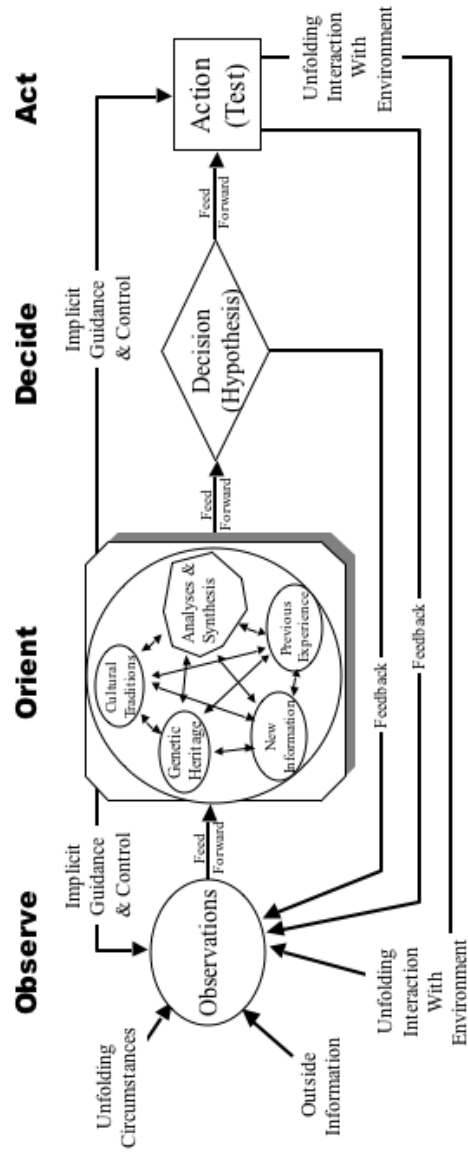 Observe
Orient
Decide
Act
Implicit
Guidance
& Control
Implicit
Guidance
& Control
Unfolding
Circumstances
Observations
Outside
Information
Unfolding
Interaction
With
Environment
Feed
Forward
Cultural
Traditions
Genetic
Heritage
Analyses &
Synthesis
New
Information
Previous
Experience
Feed
Forward
Decision
(Hypothesis)
Feed
Forward
Action
(Test)
Feedback
Feedback
Unfolding
Interaction
With
Environment